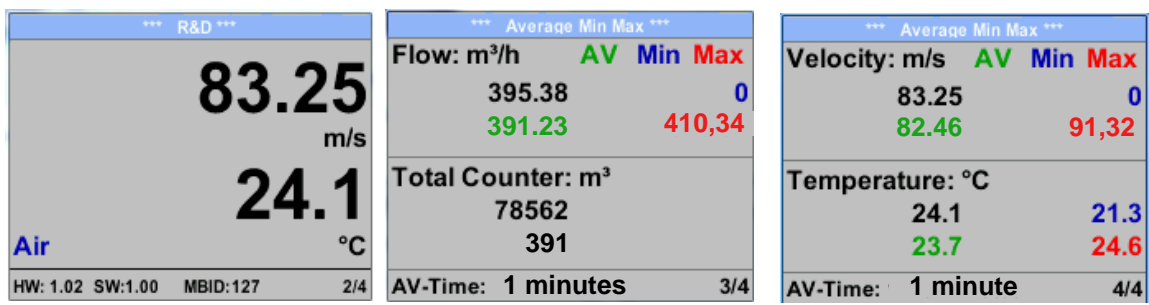 *** R&D ***
83.25
m/s
24.1
Air °C
HW: 1.02 SW:1.00 MBID:127 2/4
*** Average Min Max ***
Flow: m³/h AV Min Max
395.38 0
391.23 410,34
Total Counter: m³
78562
391
AV-Time: 1 minutes 3/4
*** Average Min Max ***
Velocity: m/s AV Min Max
83.25 0
82.46 91,32
Temperature: °C
24.1 21.3
23.7 24.6
AV-Time: 1 minute 4/4